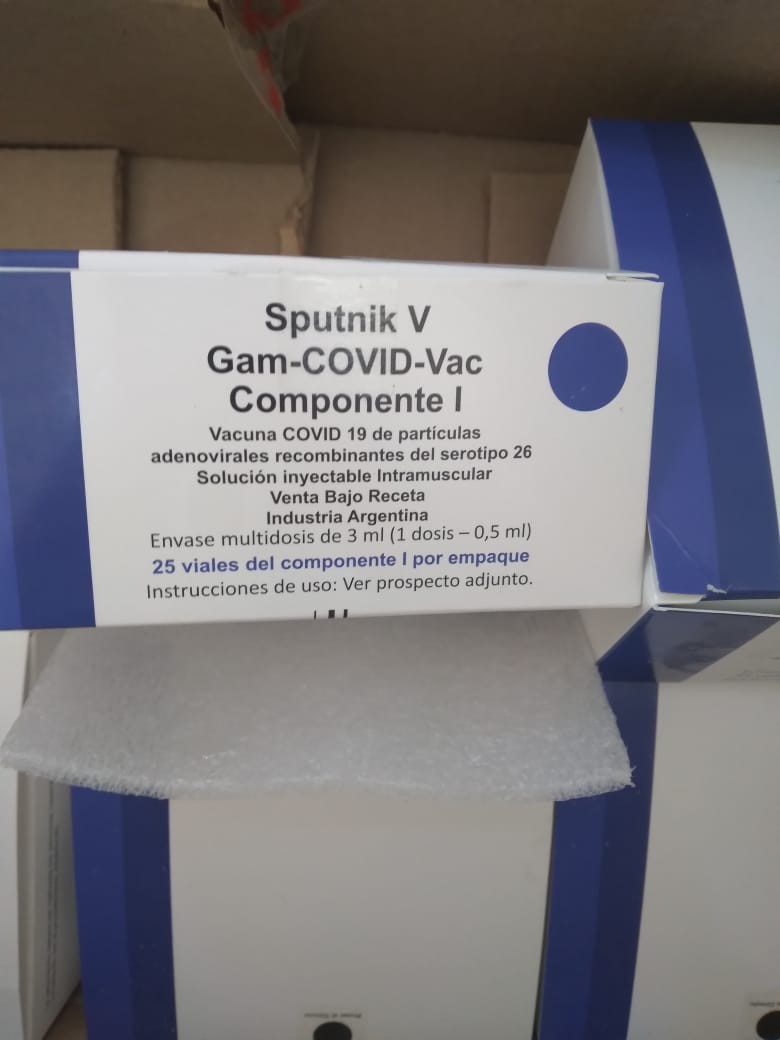 Sputnik V
Gam-COVID-Vac
Componente I
Vacuna COVID 19 de partículas
adenovirales recombinantes del serotipo 26
Solución inyectable Intramuscular
Venta Bajo Receta
Industria Argentina
Envase multidosis de 3 ml (1 dosis – 0,5 ml)
25 viales del componente I por empaque
Instrucciones de uso: Ver prospecto adjunto.